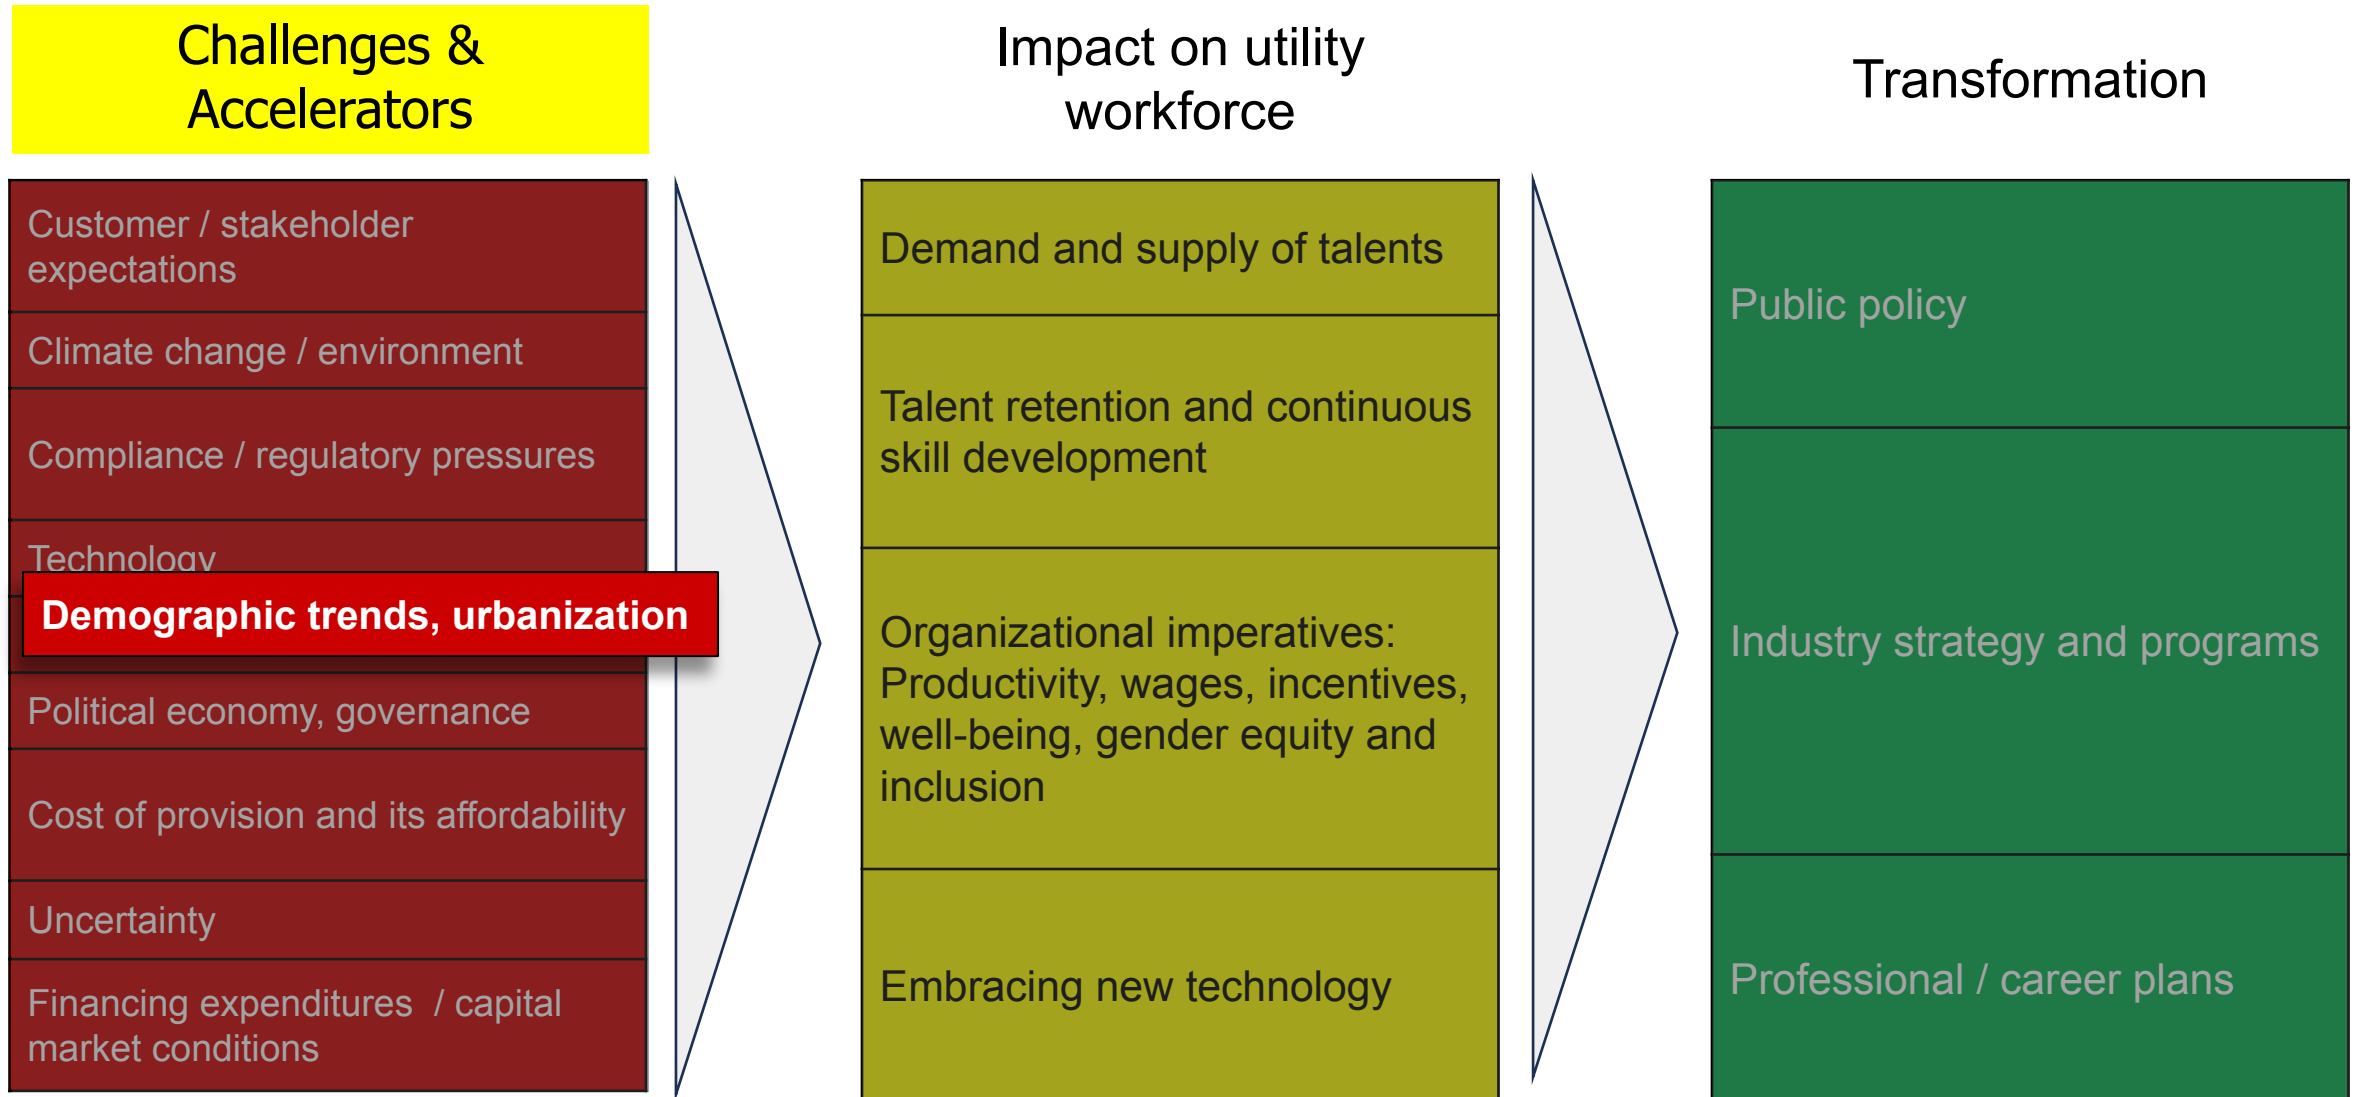 Challenges &
Accelerators
Customer / stakeholder
expectations
Climate change / environment
Compliance / regulatory pressures
Technology
Demographic trends, urbanization
Political economy, governance
Cost of provision and its affordability
Uncertainty
Financing expenditures  / capital
market conditions
Impact on utility
workforce
Demand and supply of talents
Talent retention and continuous
skill development
Organizational imperatives:
Productivity, wages, incentives,
well-being, gender equity and
inclusion
Embracing new technology
Transformation
Public policy
Industry strategy and programs
Professional / career plans